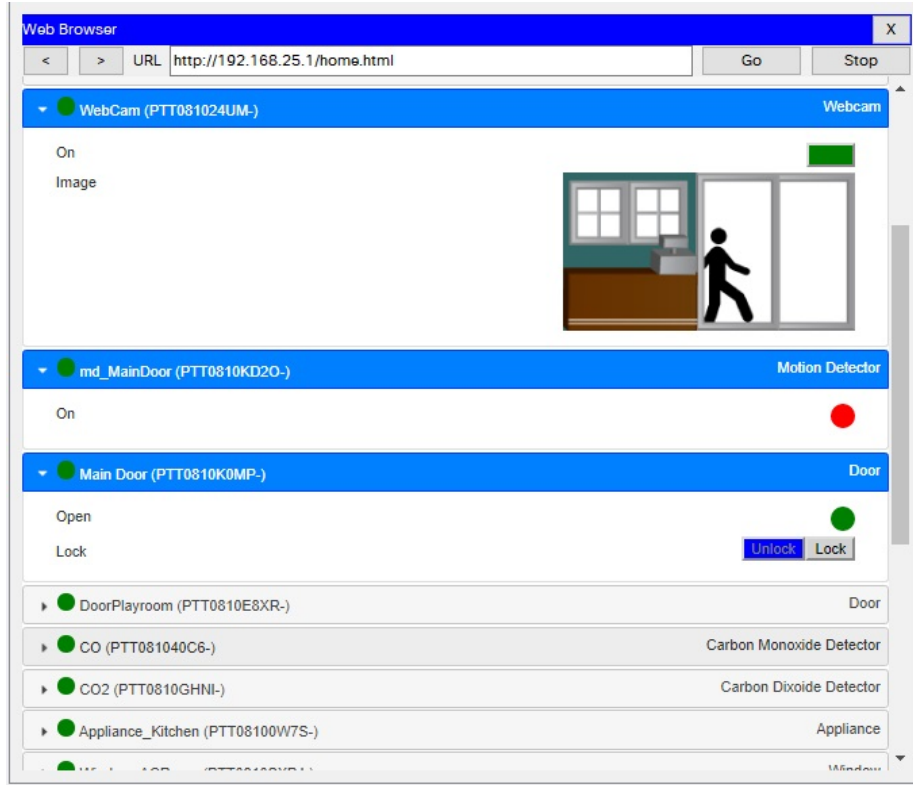 Web Browser X
< > URL http://192.168.25.1/home.html Go Stop
WebCam (PTT081024UM-) Webcam
On
Image
md_MainDoor (PTT0810KD2O-) Motion Detector
On
Main Door (PTT0810K0MP-) Door
Open
Lock Unlock Lock
DoorPlayroom (PTT0810E8XR-) Door
CO (PTT081040C6-) Carbon Monoxide Detector
CO2 (PTT0810GHNI-) Carbon Dixoide Detector
Appliance_Kitchen (PTT08100W7S-) Appliance
Window